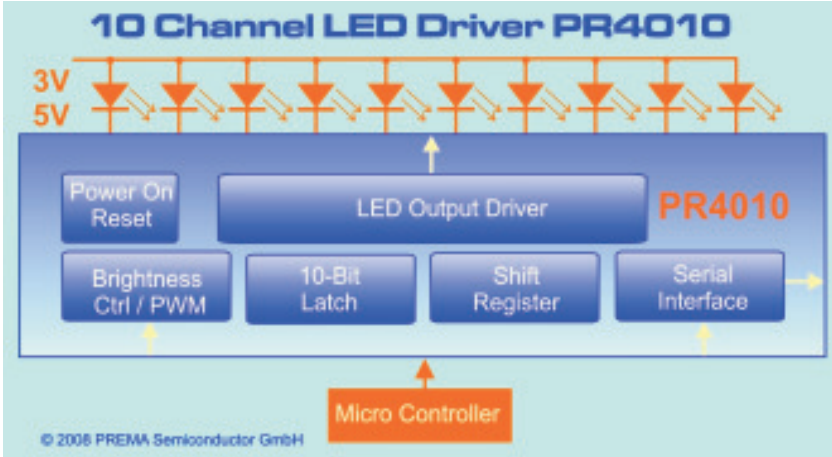 10 Channel LED Driver PR4010
3V
5V
Power On
Reset
LED Output Driver
PR4010
Brightness
Ctrl / PWM
10-Bit
Latch
Shift
Register
Serial
Interface
Micro Controller
© 2008 PREMA Semiconductor GmbH